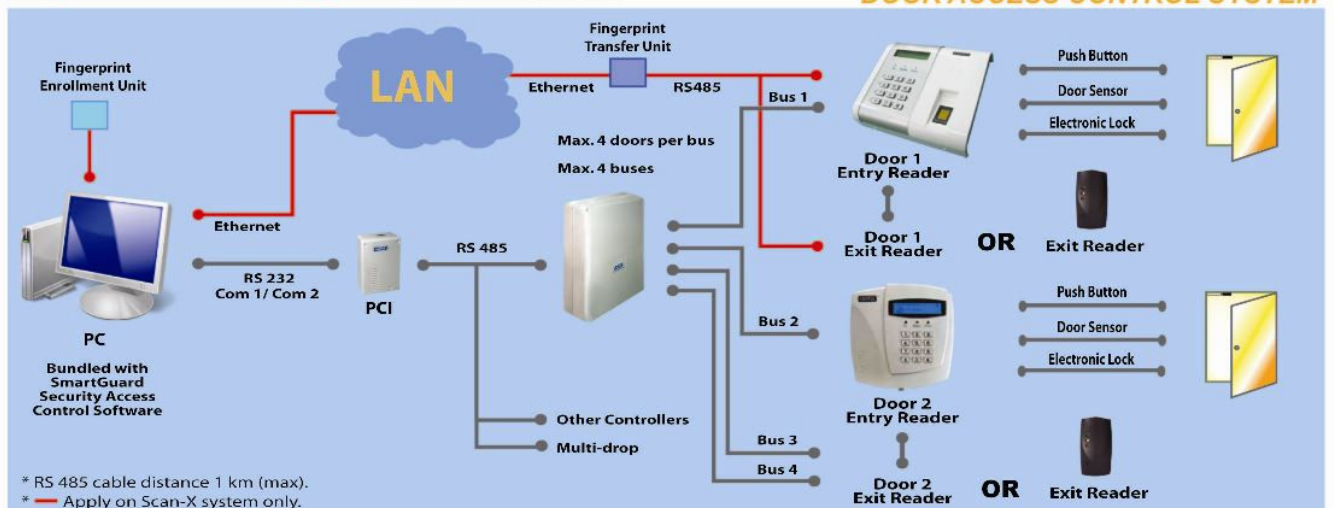 DOOR ACCESS CONTROL SYSTEM
Fingerprint
Enrollment Unit
LAN
Fingerprint
Transfer Unit
Ethernet
RS485
Bus 1
Max. 4 doors per bus
Max. 4 buses
Push Button
Door Sensor
Electronic Lock
Door 1
Entry Reader
Ethernet
RS 232
Com 1/ Com 2
PCI
RS 485
Door 1
Exit Reader
OR
Exit Reader
PC
Bundled with
SmartGuard
Security Access
Control Software
Bus 2
Push Button
Door Sensor
Electronic Lock
Door 2
Entry Reader
Other Controllers
Multi-drop
Bus 3
Bus 4
Door 2
Exit Reader
OR
Exit Reader
* RS 485 cable distance 1 km (max).
* — Apply on Scan-X system only.